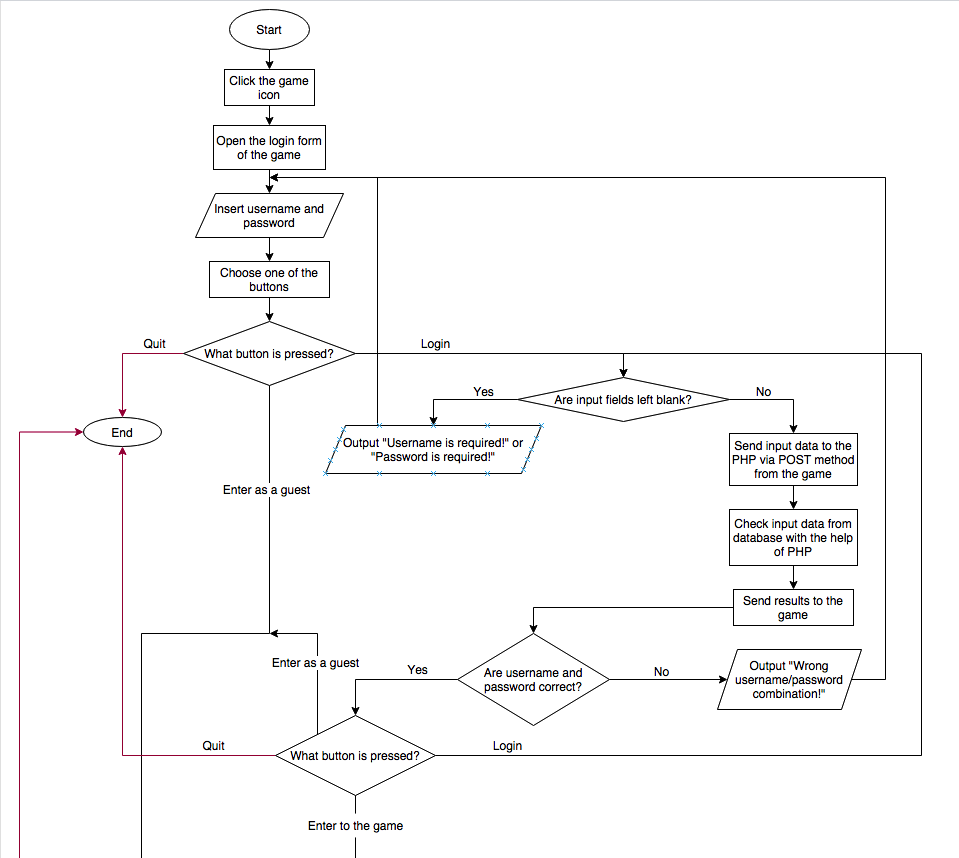 Start
Click the game
icon
Open the login form
of the game
Insert username and
password
Choose one of the
buttons
Quit
What button is pressed?
Login
Yes
Are input fields left blank?
No
End
Output "Username is required!" or
"Password is required!"
Send input data to the
PHP via POST method
from the game
Enter as a guest
Check input data from
database with the help
of PHP
Send results to the
game
Enter as a guest
Yes
Are username and
password correct?
No
Output "Wrong
username/password
combination!"
Quit
What button is pressed?
Login
Enter to the game